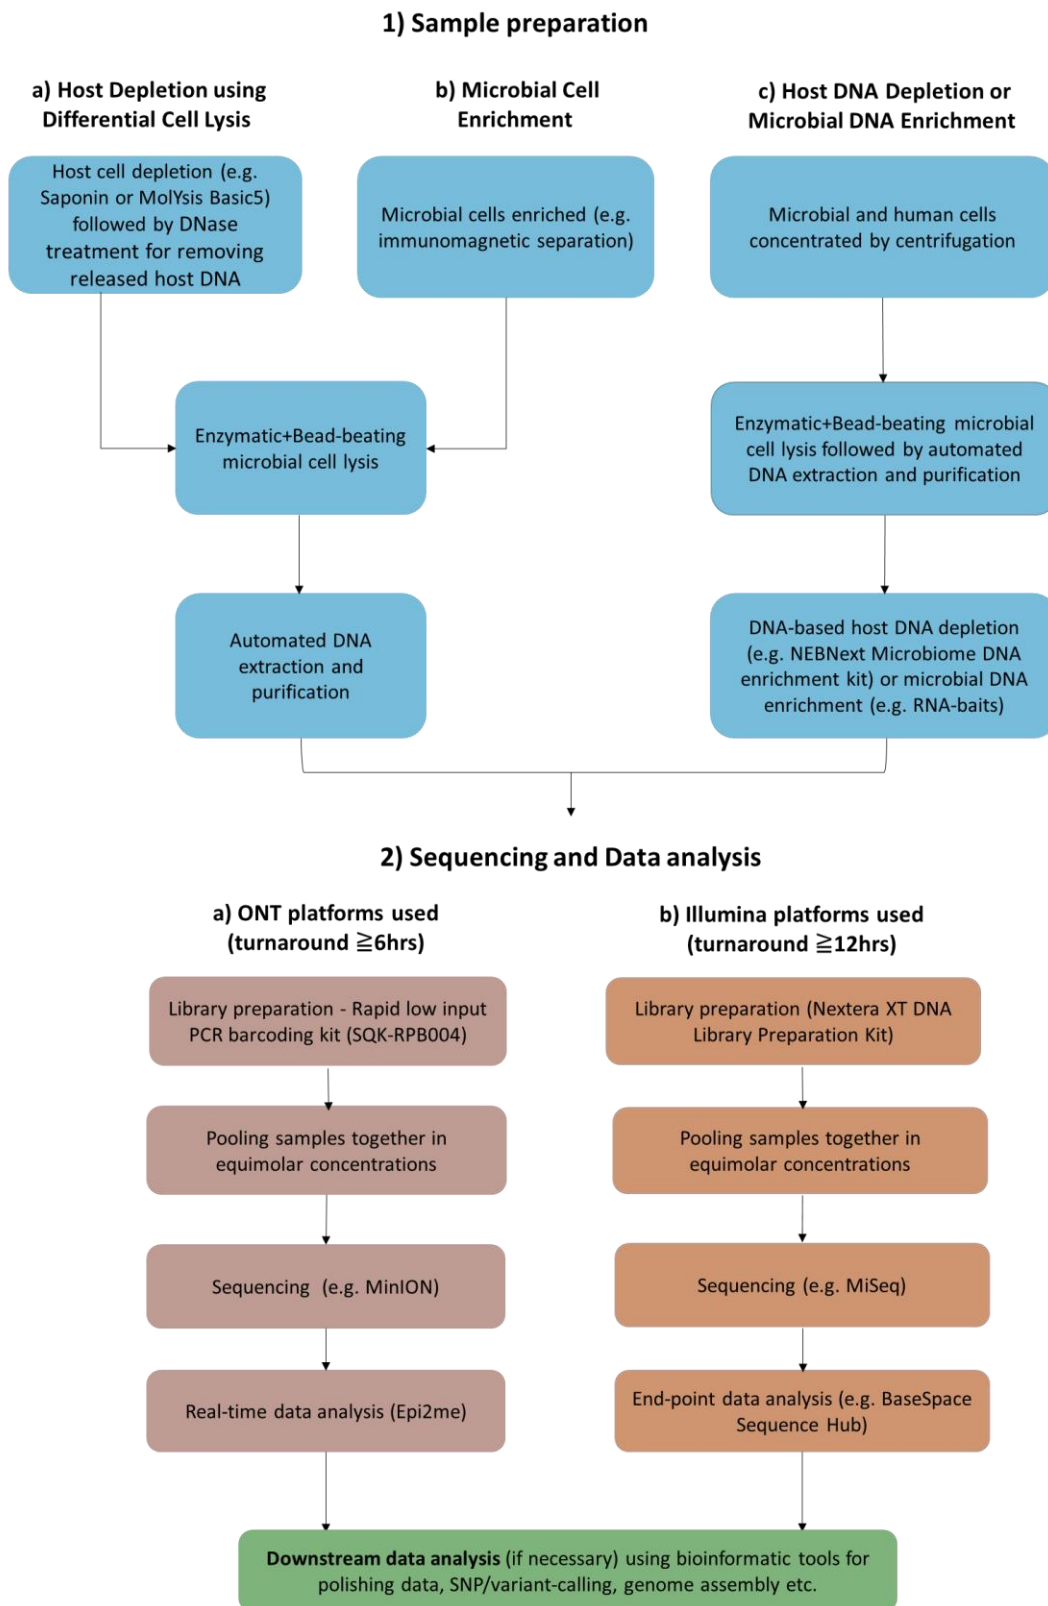 1) Sample preparation
a) Host Depletion using
Differential Cell Lysis
Host cell depletion (e.g.
Saponin or MolYsis Basic5)
followed by DNase
treatment for removing
released host DNA
b) Microbial Cell
Enrichment
Microbial cells enriched (e.g.
immunomagnetic separation)
c) Host DNA Depletion or
Microbial DNA Enrichment
Microbial and human cells
concentrated by centrifugation
Enzymatic+Bead-beating
microbial cell lysis
Enzymatic+Bead-beating microbial
cell lysis followed by automated
DNA extraction and purification
Automated DNA
extraction and
purification
DNA-based host DNA depletion
(e.g. NEBNext Microbiome DNA
enrichment kit) or microbial DNA
enrichment (e.g. RNA-baits)
2) Sequencing and Data analysis
a) ONT platforms used
(turnaround ≧6hrs)
Library preparation - Rapid low input
PCR barcoding kit (SQK-RPB004)
Pooling samples together in
equimolar concentrations
Sequencing (e.g. MinION)
Real-time data analysis (Epi2me)
b) Illumina platforms used
(turnaround ≧12hrs)
Library preparation (Nextera XT DNA
Library Preparation Kit)
Pooling samples together in
equimolar concentrations
Sequencing (e.g. MiSeq)
End-point data analysis (e.g. BaseSpace
Sequence Hub)
Downstream data analysis (if necessary) using bioinformatic tools for
polishing data, SNP/variant-calling, genome assembly etc.